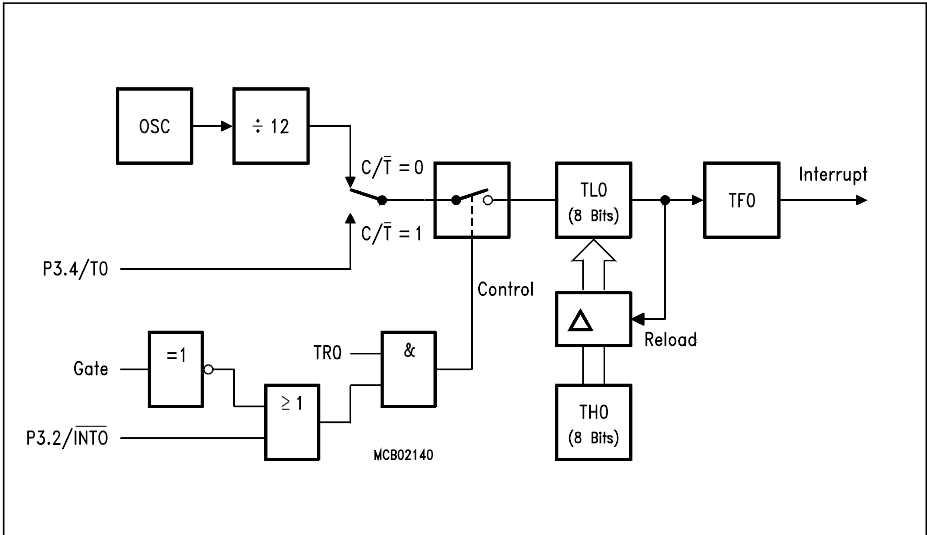 OSC
÷ 12
C/T̅ = 0
C/T̅ = 1
P3.4/T0
TL0
(8 Bits)
TF0
Interrupt
Control
Reload
Gate
=1
≥ 1
TR0
&
P3.2/I̅N̅T̅0̅
TH0
(8 Bits)
MCB02140